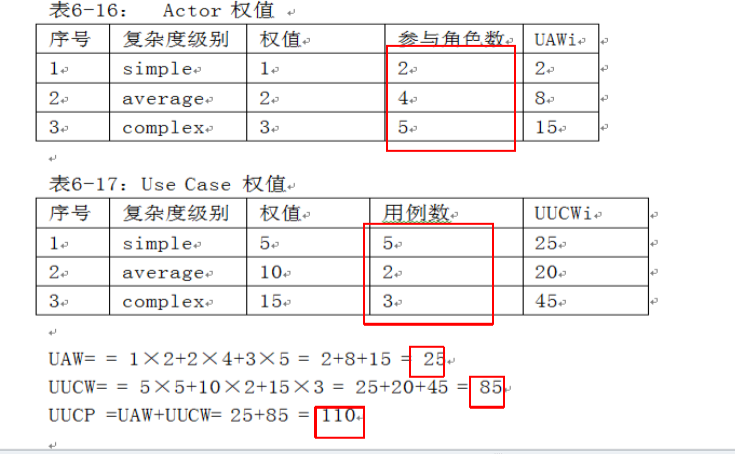 表6-16： Actor 权值
序号 复杂度级别 权值 参与角色数 UAWi
1 simple 1 2 2
2 average 2 4 8
3 complex 3 5 15
表6-17：Use Case 权值
序号 复杂度级别 权值 用例数 UUCWi
1 simple 5 5 25
2 average 10 2 20
3 complex 15 3 45
UAW= = 1×2+2×4+3×5 = 2+8+15 = 25
UUCW= = 5×5+10×2+15×3 = 25+20+45 = 85
UUCP =UAW+UUCW= 25+85 = 110